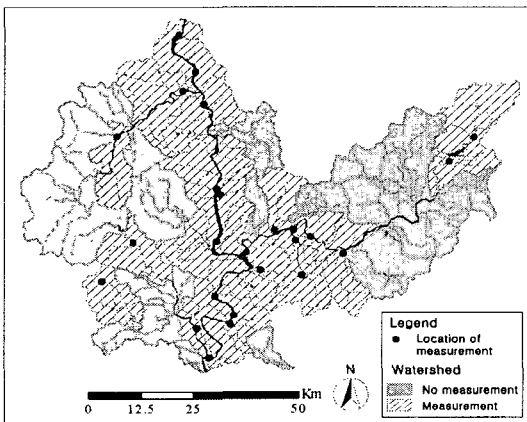 Legend
Location of
measurement
Watershed
No measurement
Measurement
N
Km
0 12.5 25 50